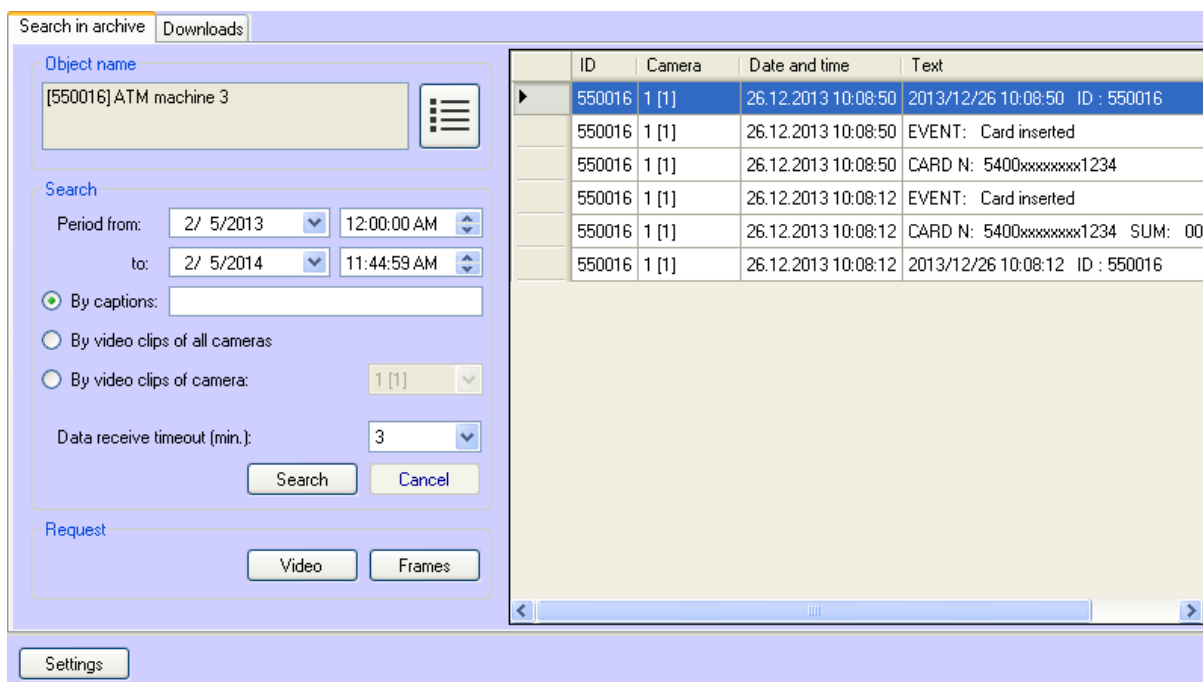 Search in archive Downloads
Object name
[550016] ATM machine 3
Search
Period from: 2/ 5/2013 12:00:00 AM
to: 2/ 5/2014 11:44:59 AM
By captions:
By video clips of all cameras
By video clips of camera: 1 [1]
Data receive timeout (min.): 3
Search Cancel
Request
Video Frames
ID Camera Date and time Text
550016 1 [1] 26.12.2013 10:08:50 2013/12/26 10:08:50 ID : 550016
550016 1 [1] 26.12.2013 10:08:50 EVENT: Card inserted
550016 1 [1] 26.12.2013 10:08:50 CARD N: 5400xxxxxxxx1234
550016 1 [1] 26.12.2013 10:08:12 EVENT: Card inserted
550016 1 [1] 26.12.2013 10:08:12 CARD N: 5400xxxxxxxx1234 SUM: 00
550016 1 [1] 26.12.2013 10:08:12 2013/12/26 10:08:12 ID : 550016
Settings